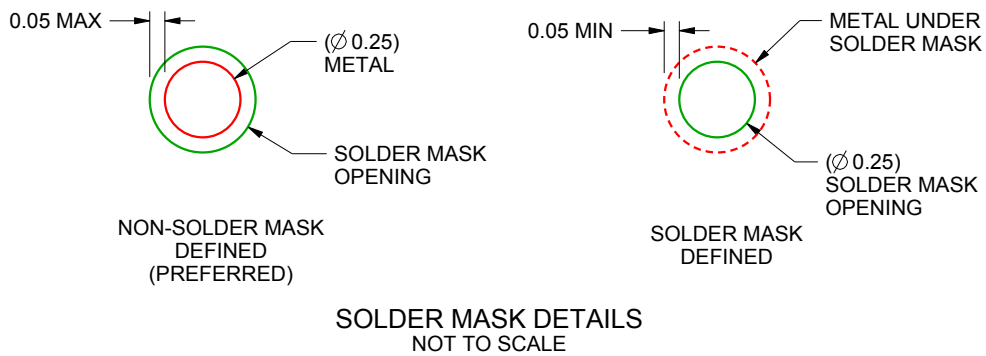 0.05 MAX
(∅ 0.25)
METAL
SOLDER MASK
OPENING
NON-SOLDER MASK
DEFINED
(PREFERRED)
0.05 MIN
METAL UNDER
SOLDER MASK
(∅ 0.25)
SOLDER MASK
OPENING
SOLDER MASK
DEFINED
SOLDER MASK DETAILS
NOT TO SCALE